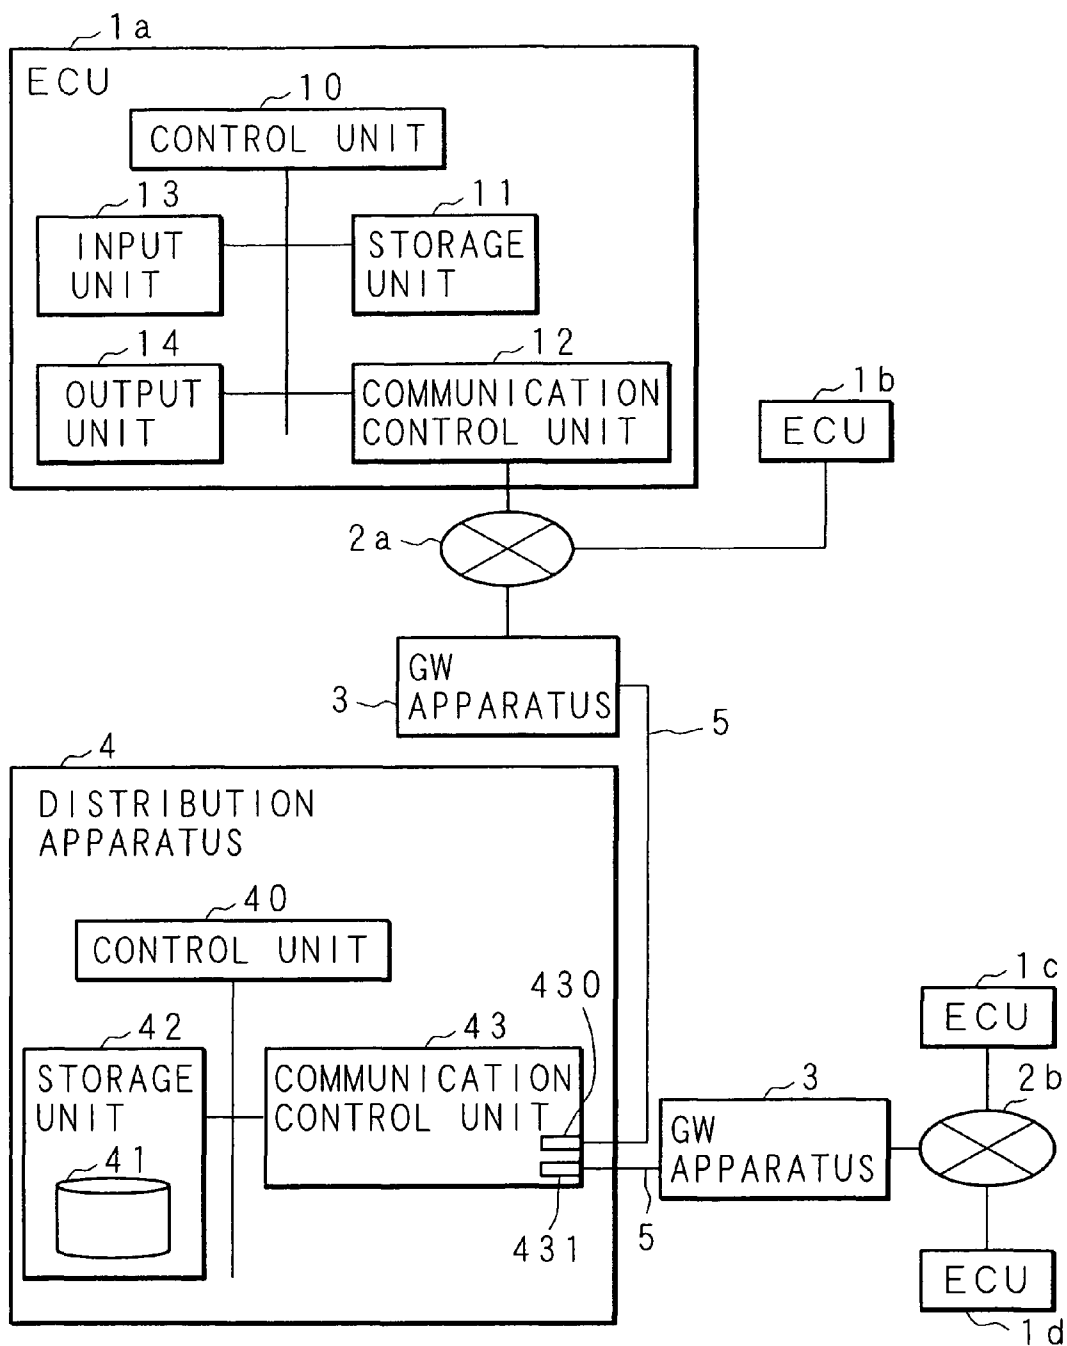 1a
ECU
10
CONTROL UNIT
13
INPUT
UNIT
11
STORAGE
UNIT
14
OUTPUT
UNIT
12
COMMUNICATION
CONTROL UNIT
1b
ECU
2a
GW
APPARATUS
3
5
4
DISTRIBUTION
APPARATUS
40
CONTROL UNIT
430
42
STORAGE
UNIT
41
43
COMMUNICATION
CONTROL UNIT
431
5
3
GW
APPARATUS
1c
ECU
2b
ECU
1d